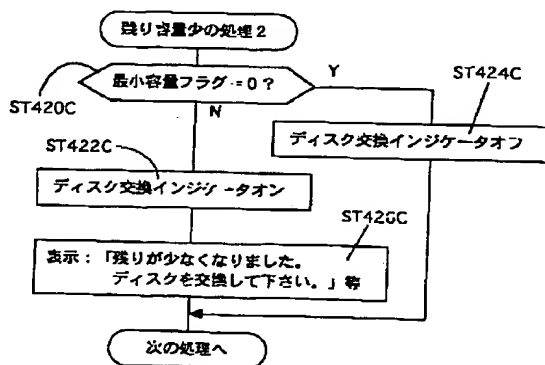 残り容量少の処理2
最小容量フラグ=0?
Y
N
ST420C
ST424C
ディスク交換インジケータオフ
ST422C
ディスク交換インジケータオン
ST426C
表示:「残りが少なくなりました。
ディスクを交換して下さい。」等
次の処理へ